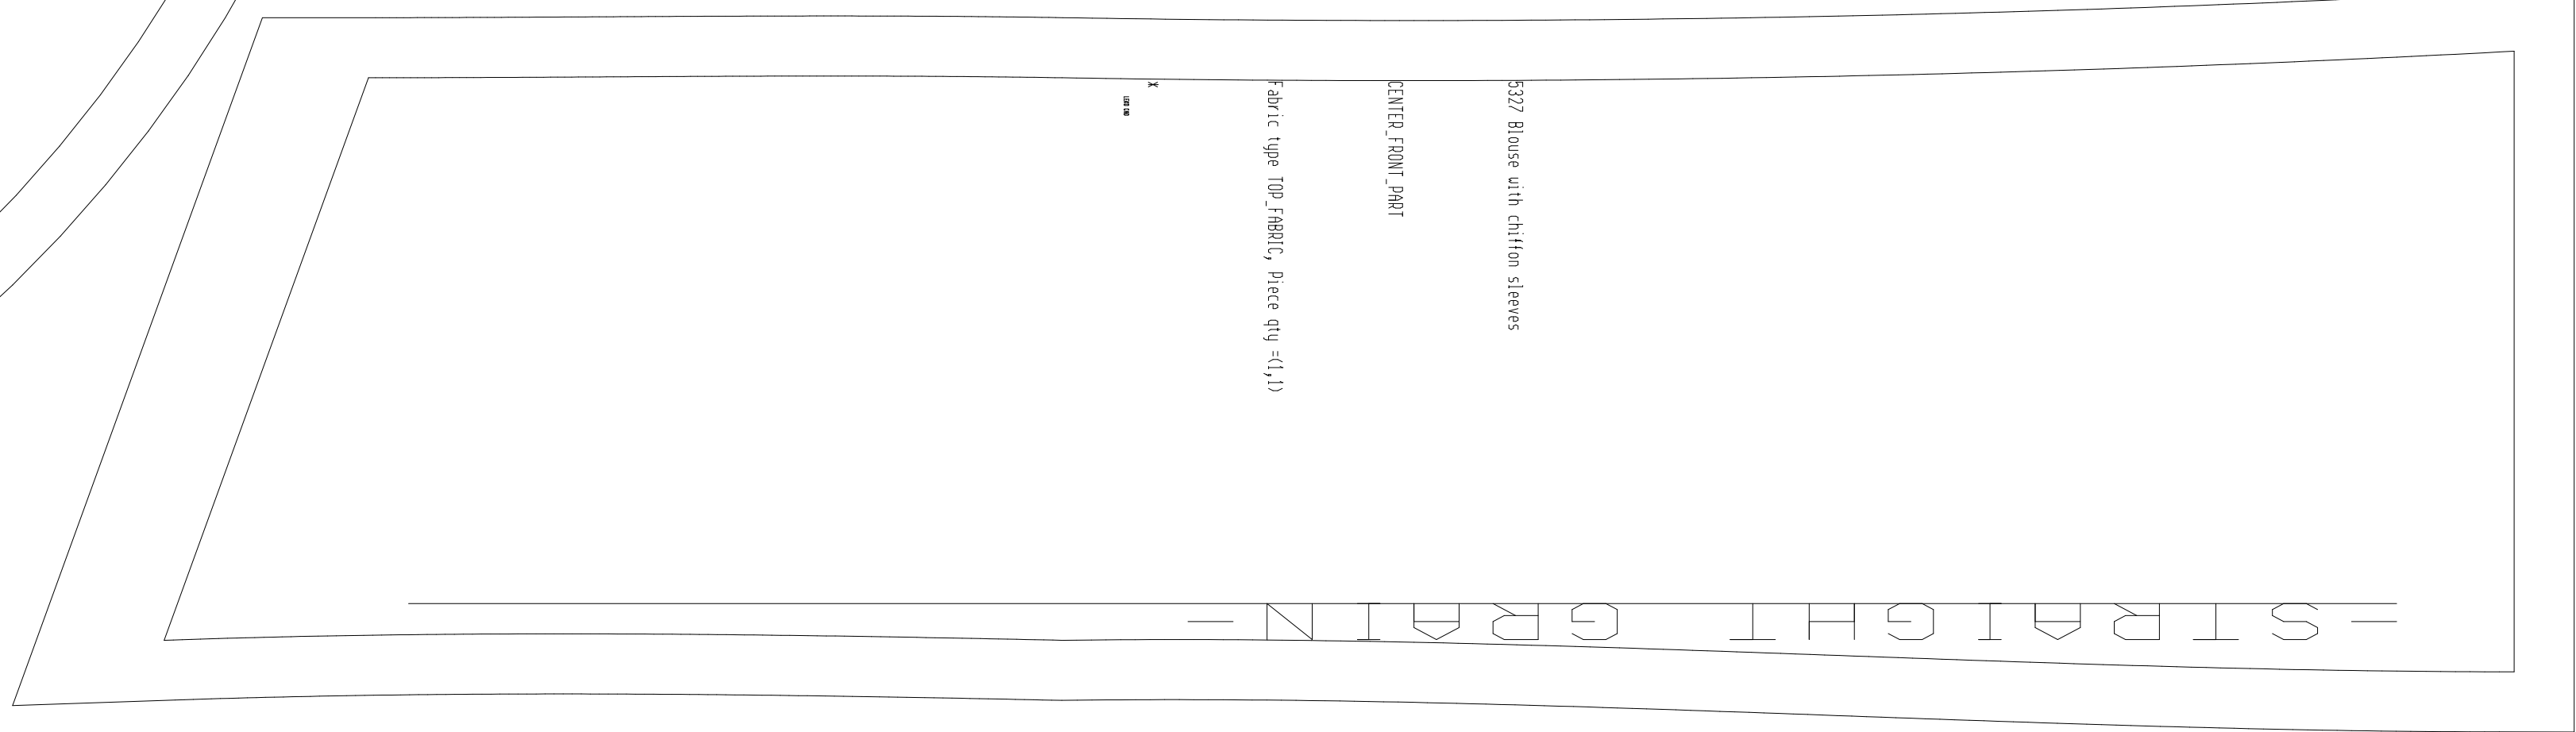 5327 Blouse with chiffon sleeves
CENTER_FRONT_PART
Fabric type TOP_FABRIC, Piece qty =(1,1)
- STRAIGHT GRAIN -